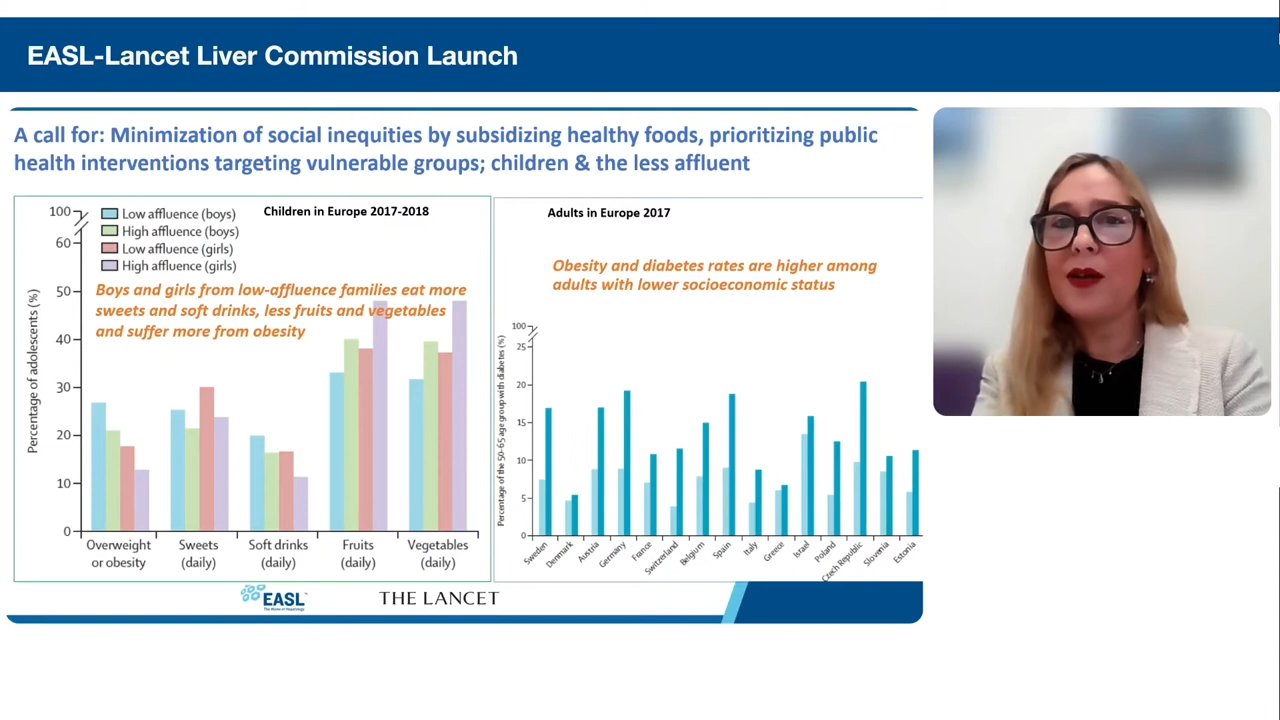 EASL-Lancet Liver Commission Launch
A call for: Minimization of social inequities by subsidizing healthy foods, prioritizing public
health interventions targeting vulnerable groups; children & the less affluent
Children in Europe 2017-2018
Low affluence (boys)
High affluence (boys)
Low affluence (girls)
High affluence (girls)
Boys and girls from low-affluence families eat more
sweets and soft drinks, less fruits and vegetables
and suffer more from obesity
Percentage of adolescents (%)
100
60
50
40
30
20
10
0
Overweight
or obesity
Sweets
(daily)
Soft drinks
(daily)
Fruits
(daily)
Vegetables
(daily)
Adults in Europe 2017
Obesity and diabetes rates are higher among
adults with lower socioeconomic status
Percentage of the 50-65 age group with diabetes (%)
100
25
20
15
10
5
0
Sweden
Denmark
Austria
Germany
France
Switzerland
Belgium
Spain
Italy
Greece
Israel
Poland
Czech Republic
Slovenia
Estonia
EASL
The Home of Hepatology
THE LANCET